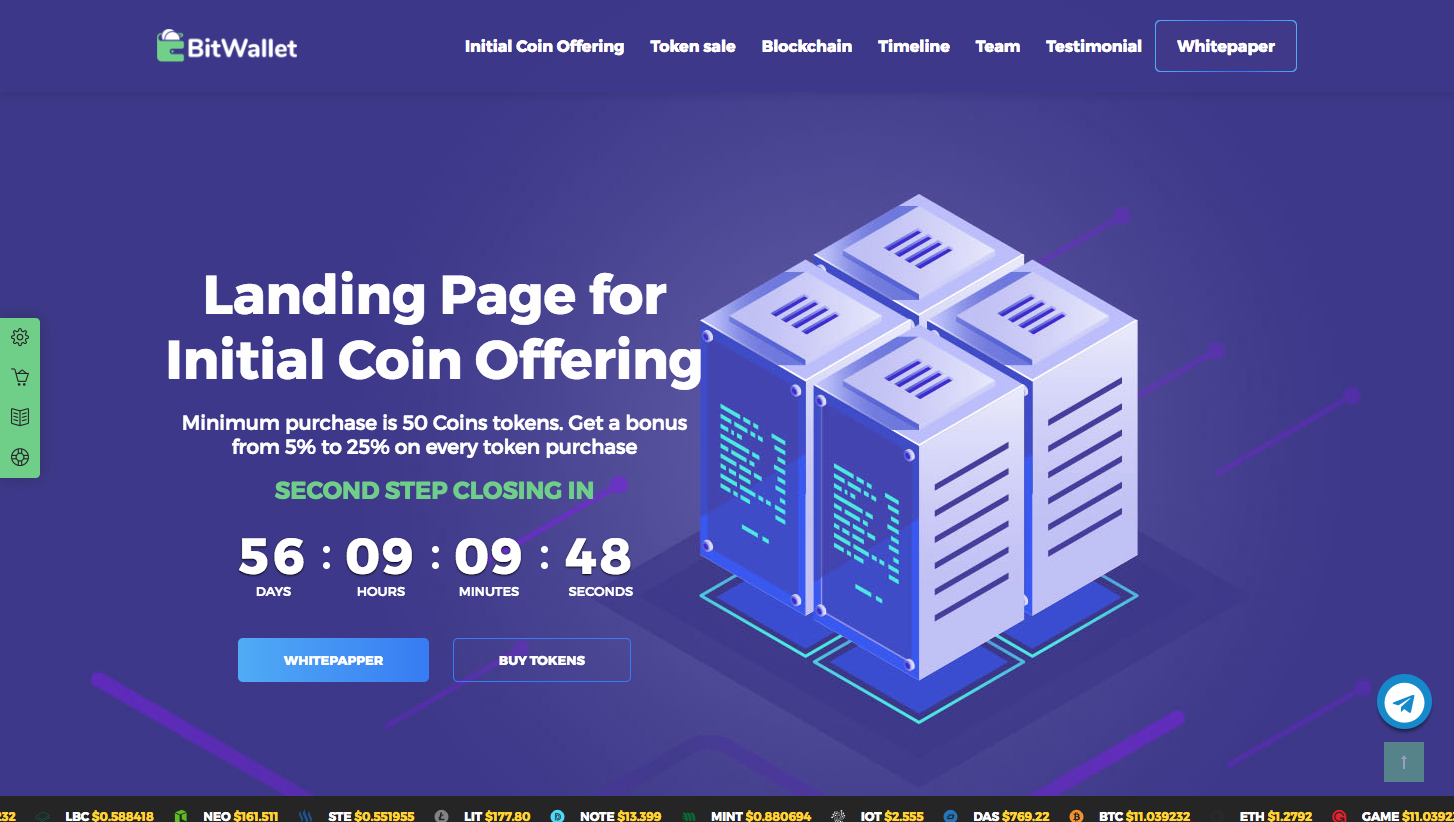 BitWallet
Initial Coin Offering Token sale Blockchain Timeline Team Testimonial Whitepaper
Landing Page for
Initial Coin Offering
Minimum purchase is 50 Coins tokens. Get a bonus
from 5% to 25% on every token purchase
SECOND STEP CLOSING IN
56 : 09 : 09 : 48
DAYS HOURS MINUTES SECONDS
WHITEPAPPER BUY TOKENS
232 LBC $0.588418 NEO $161.511 STE $0.551955 LIT $177.80 NOTE $13.399 MINT $0.880694 IOT $2.555 DAS $769.22 BTC $11.039232 ETH $1.2792 GAME $11.0392